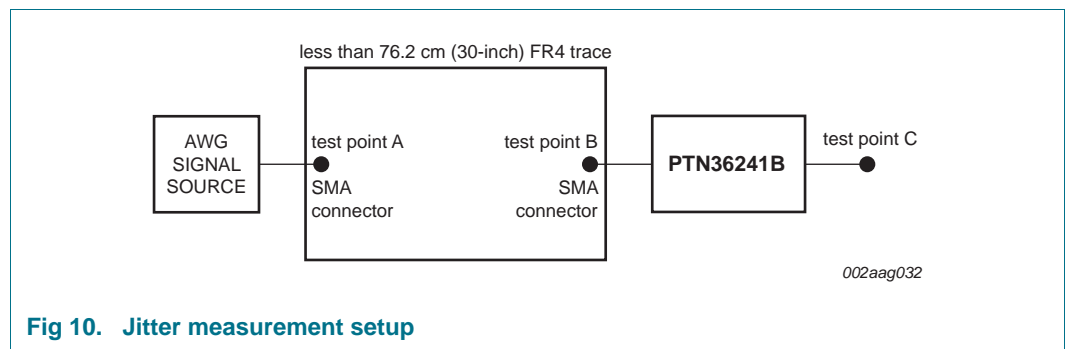 less than 76.2 cm (30-inch) FR4 trace
AWG
SIGNAL
SOURCE
test point A
SMA
connector
test point B
SMA
connector
PTN36241B
test point C
002aag032
Fig 10. Jitter measurement setup